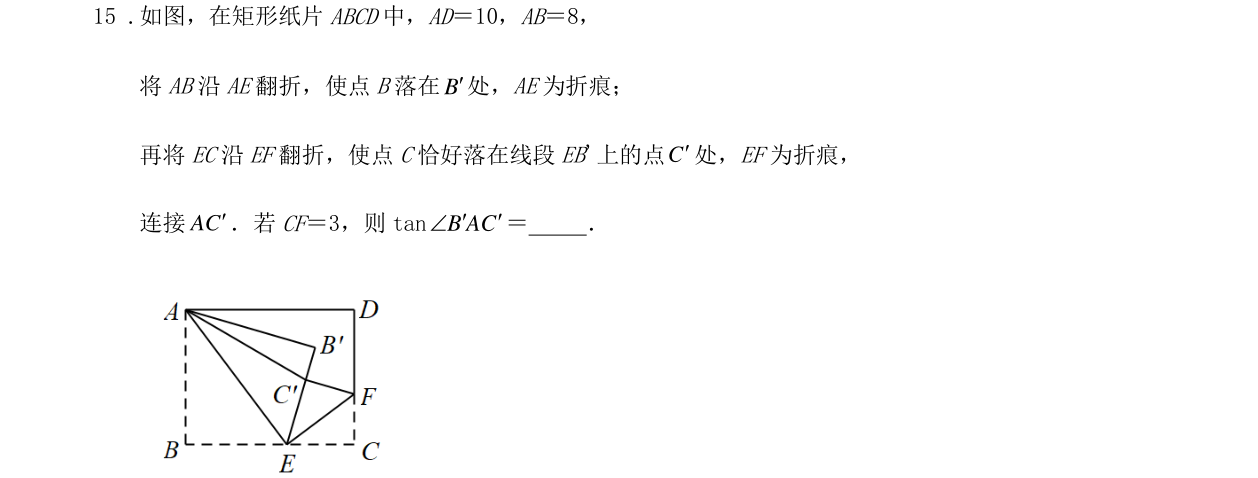 15 .如图，在矩形纸片 ABCD 中，AD＝10，AB＝8，
将 AB 沿 AE 翻折，使点 B 落在 B′ 处，AE 为折痕；
再将 EC 沿 EF 翻折，使点 C 恰好落在线段 EB′ 上的点 C′ 处，EF 为折痕，
连接 AC′．若 CF＝3，则 tan∠B′AC′＝_____．
A D
B′
C′ F
B E C